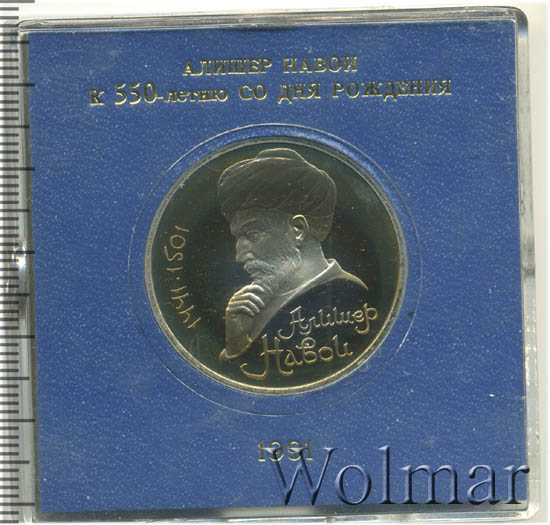 АЛИШЕР НАВОИ
К 550-летию СО ДНЯ РОЖДЕНИЯ
1441·1501
Алишер
Навои
1991
Wolmar